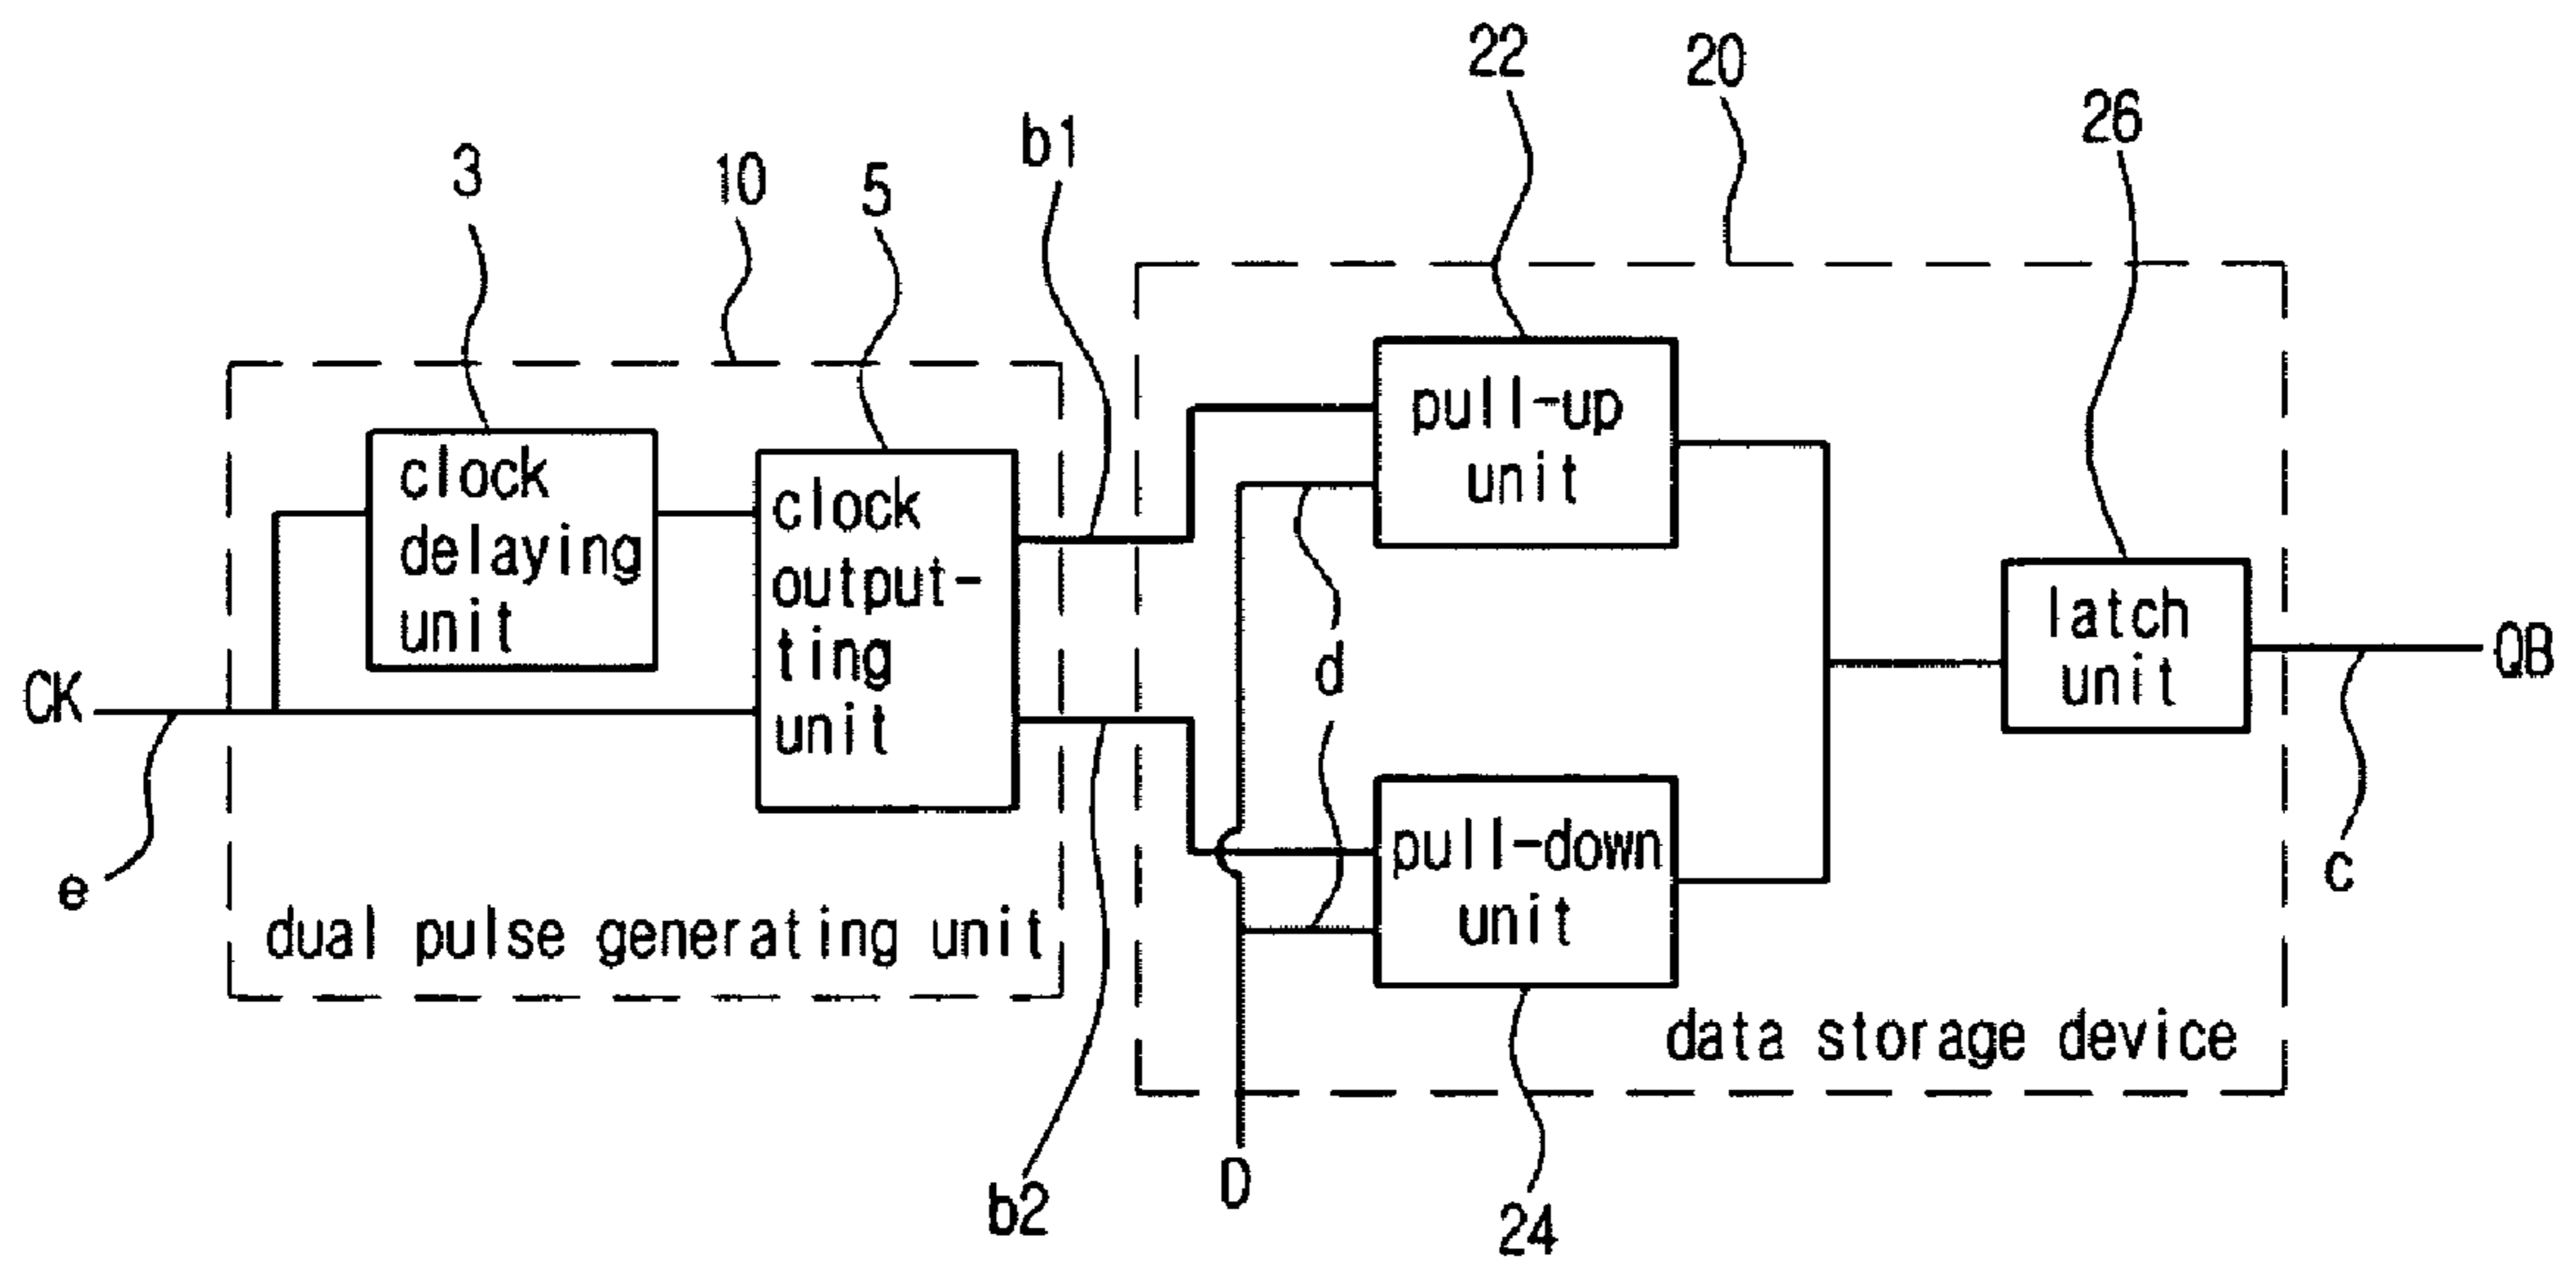 22
20
26
b1
3
10
5
pull-up
unit
clock
delaying
unit
clock
output-
ting
unit
latch
unit
d
CK
QB
e
pull-down
unit
c
dual pulse generating unit
data storage device
D
b2
24